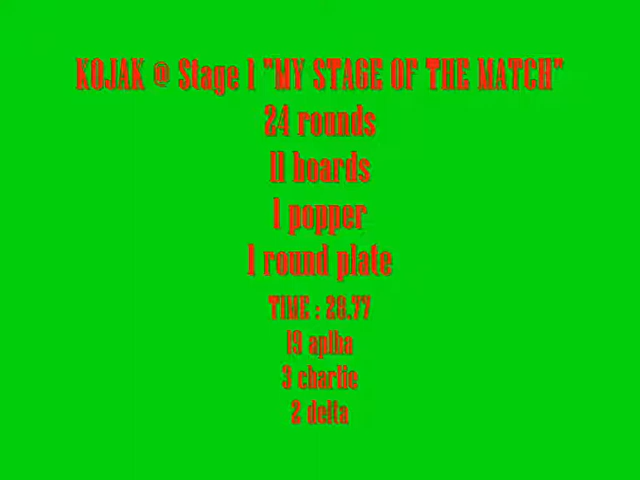 KOJAK @ Stage 1 "MY STAGE OF THE MATCH"
24 rounds
11 boards
1 popper
1 round plate
TIME : 28.77
19 aplha
3 charlie
2 delta